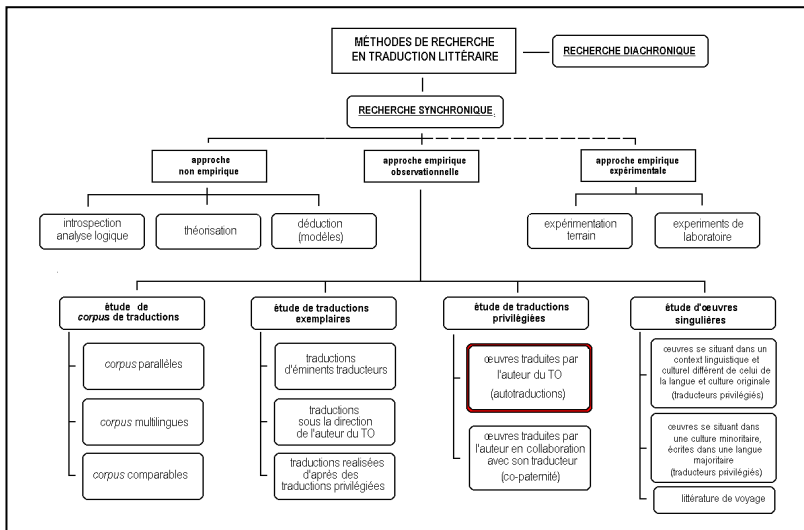 MÉTHODES DE RECHERCHE
EN TRADUCTION LITTÉRAIRE
RECHERCHE DIACHRONIQUE
RECHERCHE SYNCHRONIQUE
approche
non empirique
approche empirique
observationnelle
approche empirique
expérimentale
introspection
analyse logique
théorisation
déduction
(modèles)
expérimentation
terrain
experiments de
laboratoire
étude de
corpus de traductions
étude de traductions
exemplaires
étude de traductions
privilégiées
étude d'œuvres
singulières
corpus parallèles
corpus multilingues
corpus comparables
traductions
d'éminents traducteurs
traductions
sous la direction
de l'auteur du TO
traductions realisées
d'aprés des
traductions privilégiées
œuvres traduites par
l'auteur du TO
(autotraductions)
œuvres traduites par
l'auteur en collaboration
avec son traducteur
(co-paternité)
œuvres se situant dans un
context linguistique et
culturel différent de celui de
la langue et culture originale
(traducteurs privilégiés)
œuvres se situant dans
une culture minoritaire,
écrites dans une langue
majoritaire
(traducteurs privilégiés)
littérature de voyage